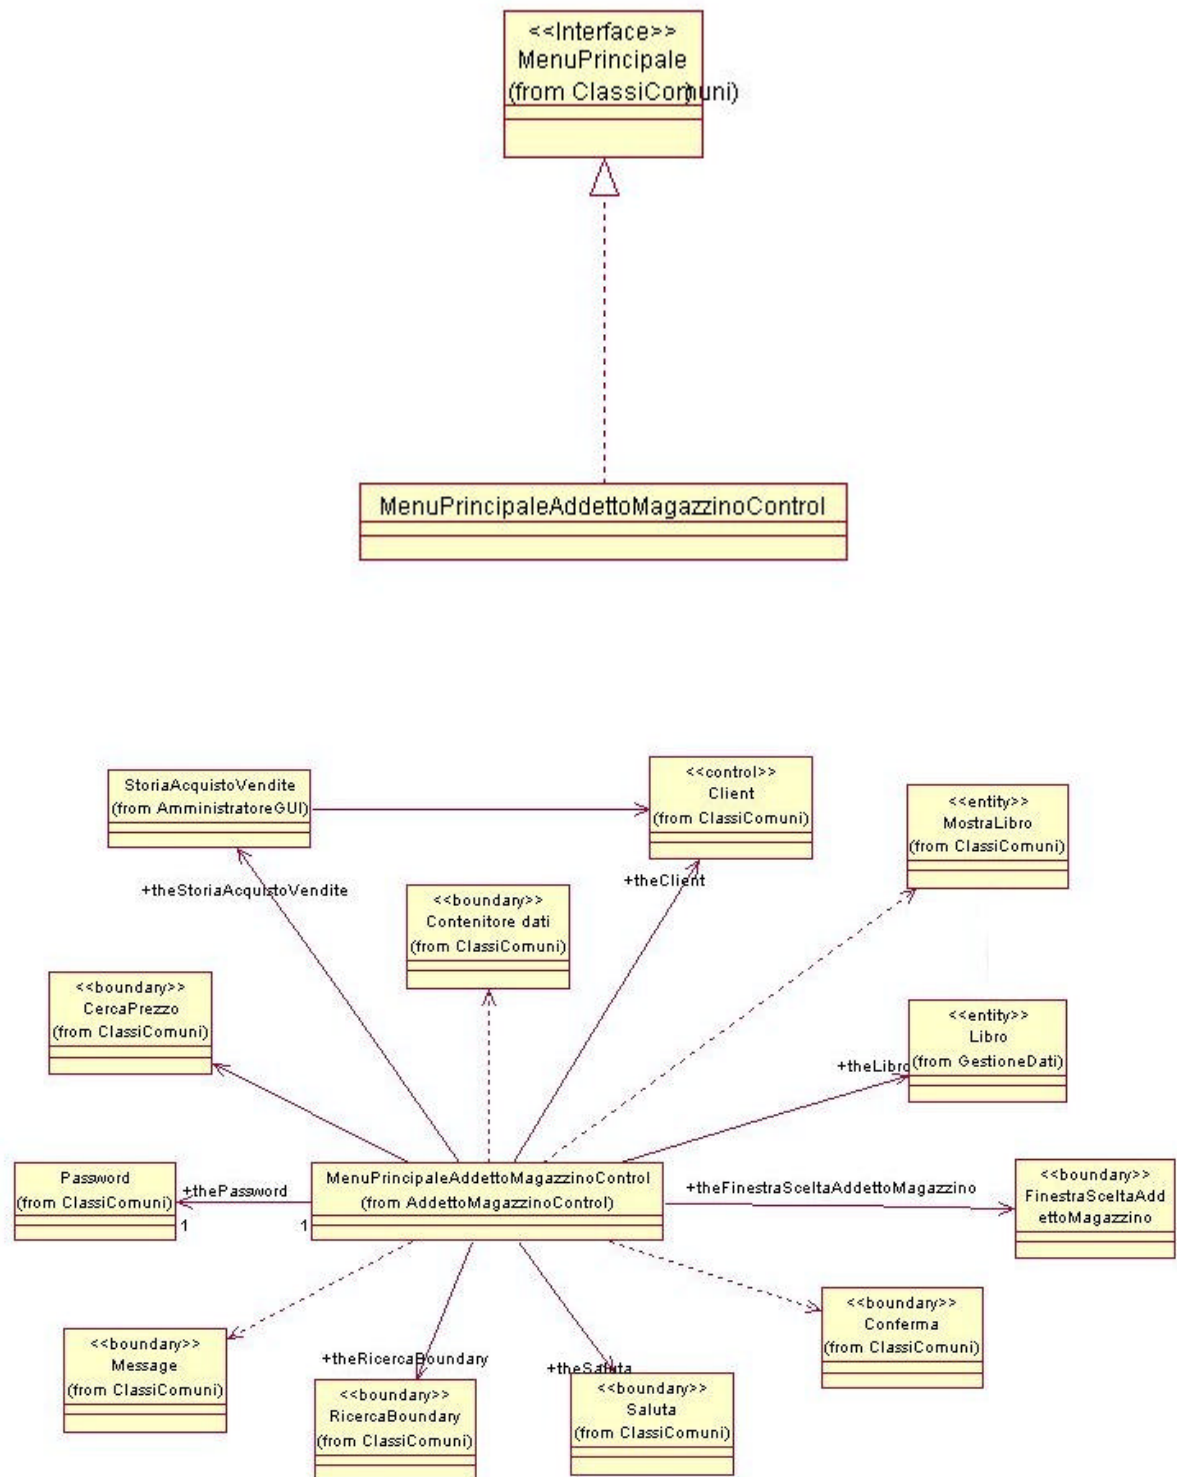 <<Interface>>
MenuPrincipale
(from ClassiComuni)
MenuPrincipaleAddettoMagazzinoControl
StoriaAcquistoVendite
(from AmministratoreGUI)
<<control>>
Client
(from ClassiComuni)
<<entity>>
MostraLibro
(from ClassiComuni)
+theStoriaAcquistoVendite
+theClient
<<boundary>>
Contenitore dati
(from ClassiComuni)
<<boundary>>
CercaPrezzo
(from ClassiComuni)
<<entity>>
Libro
(from GestioneDati)
+theLibro
Password
(from ClassiComuni)
+thePassword
1
1
MenuPrincipaleAddettoMagazzinoControl
(from AddettoMagazzinoControl)
+theFinestraSceltaAddettoMagazzino
<<boundary>>
FinestraSceltaAdd
ettoMagazzino
<<boundary>>
Message
(from ClassiComuni)
+theRicercaBoundary
<<boundary>>
RicercaBoundary
(from ClassiComuni)
+theSaluta
<<boundary>>
Saluta
(from ClassiComuni)
<<boundary>>
Conferma
(from ClassiComuni)